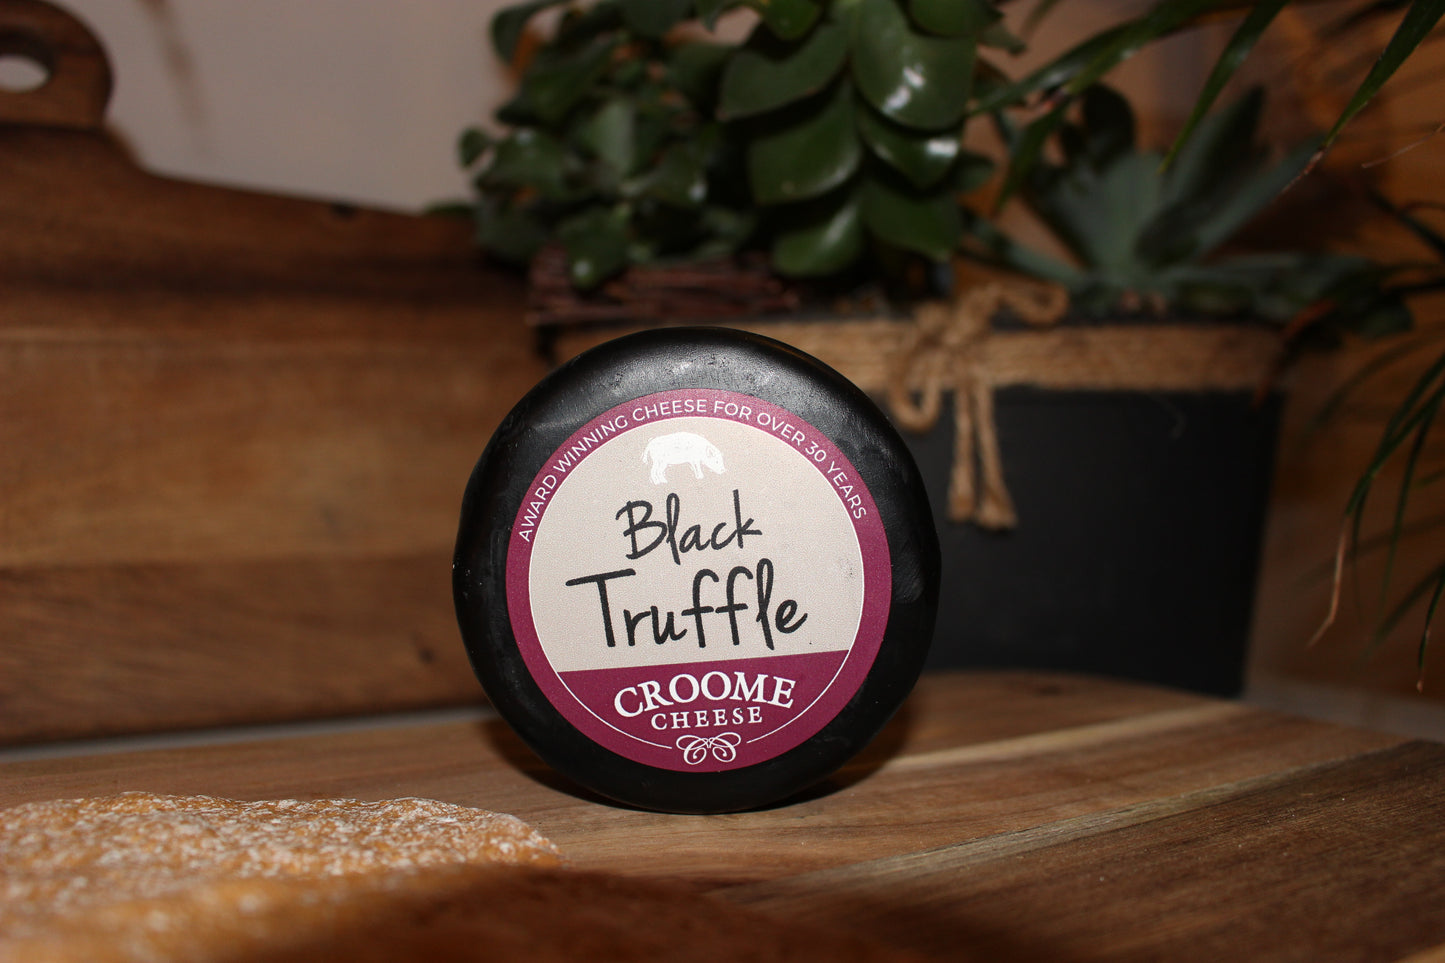 AWARD WINNING CHEESE FOR OVER 30 YEARS
Black
Truffle
CROOME
CHEESE